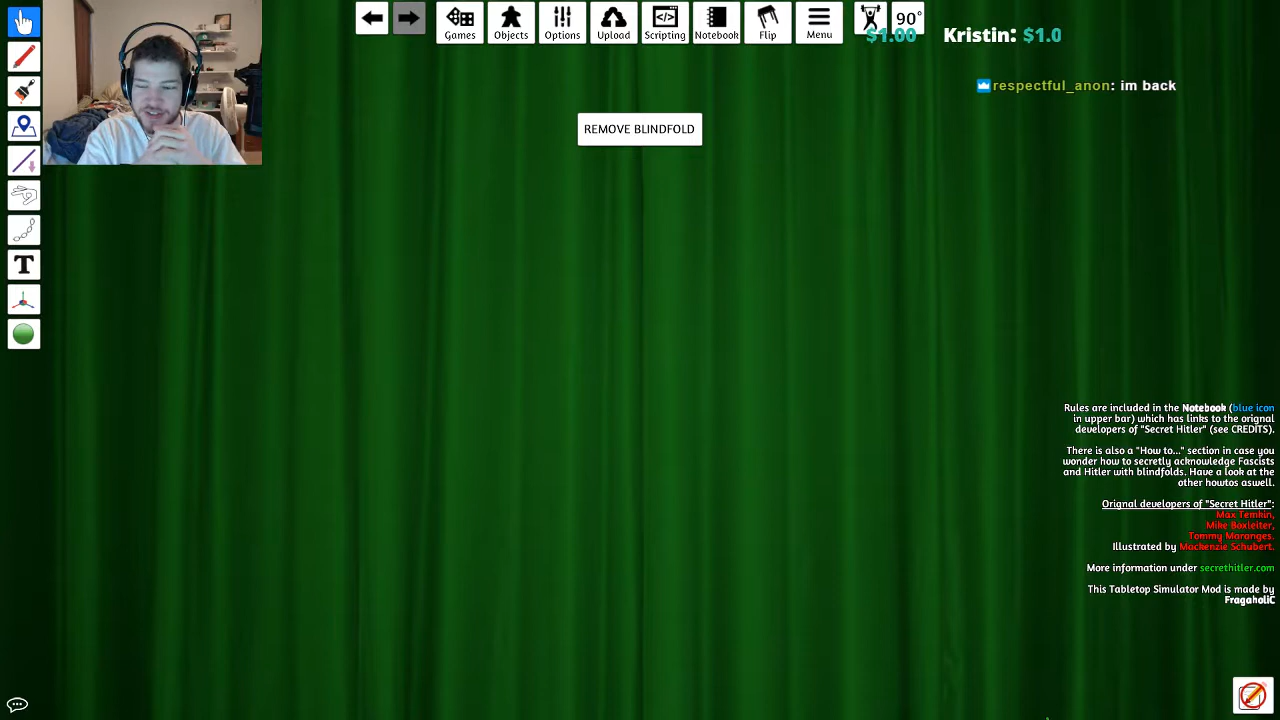 Games
Objects
Options
Upload
Scripting
Notebook
Flip
Menu
90°
$1.00 Kristin: $1.0
respectful_anon: im back
REMOVE BLINDFOLD
T
Rules are included in the Notebook (blue icon
in upper bar) which has links to the orignal
developers of "Secret Hitler" (see CREDITS).
There is also a "How to..." section in case you
wonder how to secretly acknowledge Fascists
and Hitler with blindfolds. Have a look at the
other howtos aswell.
Orignal developers of "Secret Hitler":
Max Temkin,
Mike Boxleiter,
Tommy Maranges.
Illustrated by Mackenzie Schubert.
More information under secrethitler.com
This Tabletop Simulator Mod is made by
FragaholiC